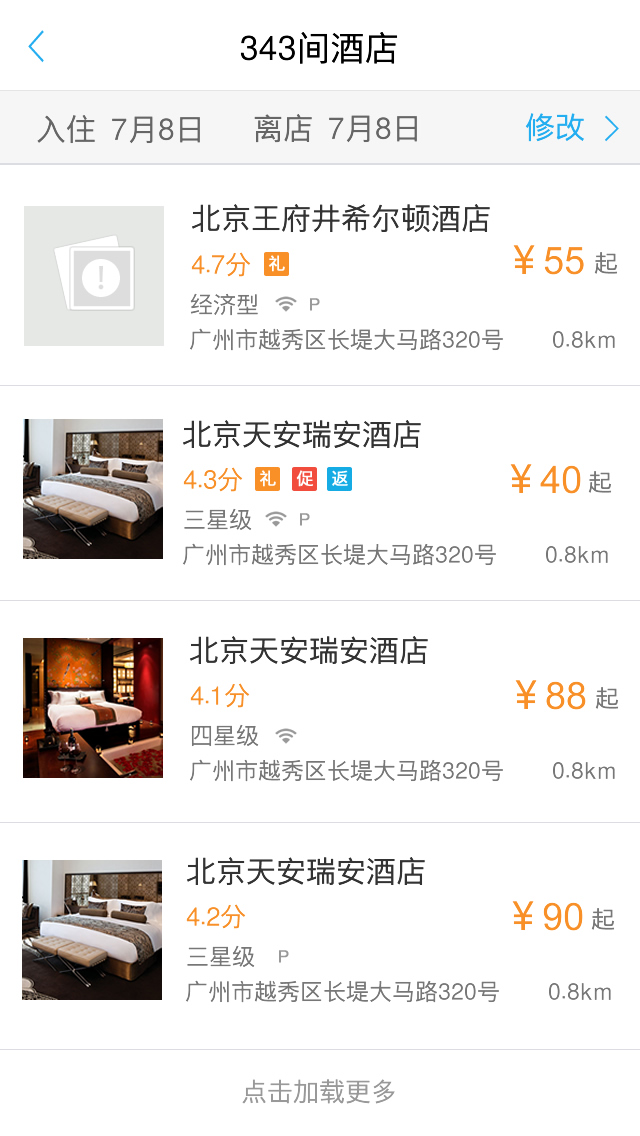 343间酒店
入住 7月8日 离店 7月8日 修改
北京王府井希尔顿酒店
4.7分 礼 ¥ 55 起
经济型 P
广州市越秀区长堤大马路320号 0.8km
北京天安瑞安酒店
4.3分 礼 促 返 ¥ 40 起
三星级 P
广州市越秀区长堤大马路320号 0.8km
北京天安瑞安酒店
4.1分 ¥ 88 起
四星级
广州市越秀区长堤大马路320号 0.8km
北京天安瑞安酒店
4.2分 ¥ 90 起
三星级 P
广州市越秀区长堤大马路320号 0.8km
点击加载更多